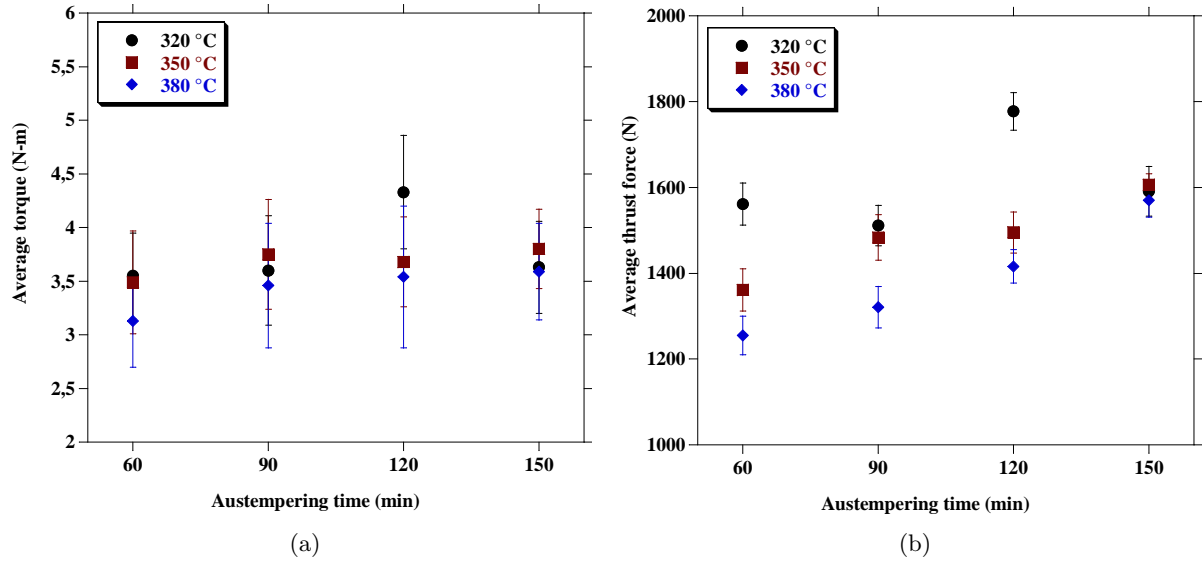 320 °C
350 °C
380 °C
6
5,5
5
4,5
4
3,5
3
2,5
2
Average torque (N-m)
60 90 120 150
Austempering time (min)
(a)
320 °C
350 °C
380 °C
2000
1800
1600
1400
1200
1000
Average thrust force (N)
60 90 120 150
Austempering time (min)
(b)